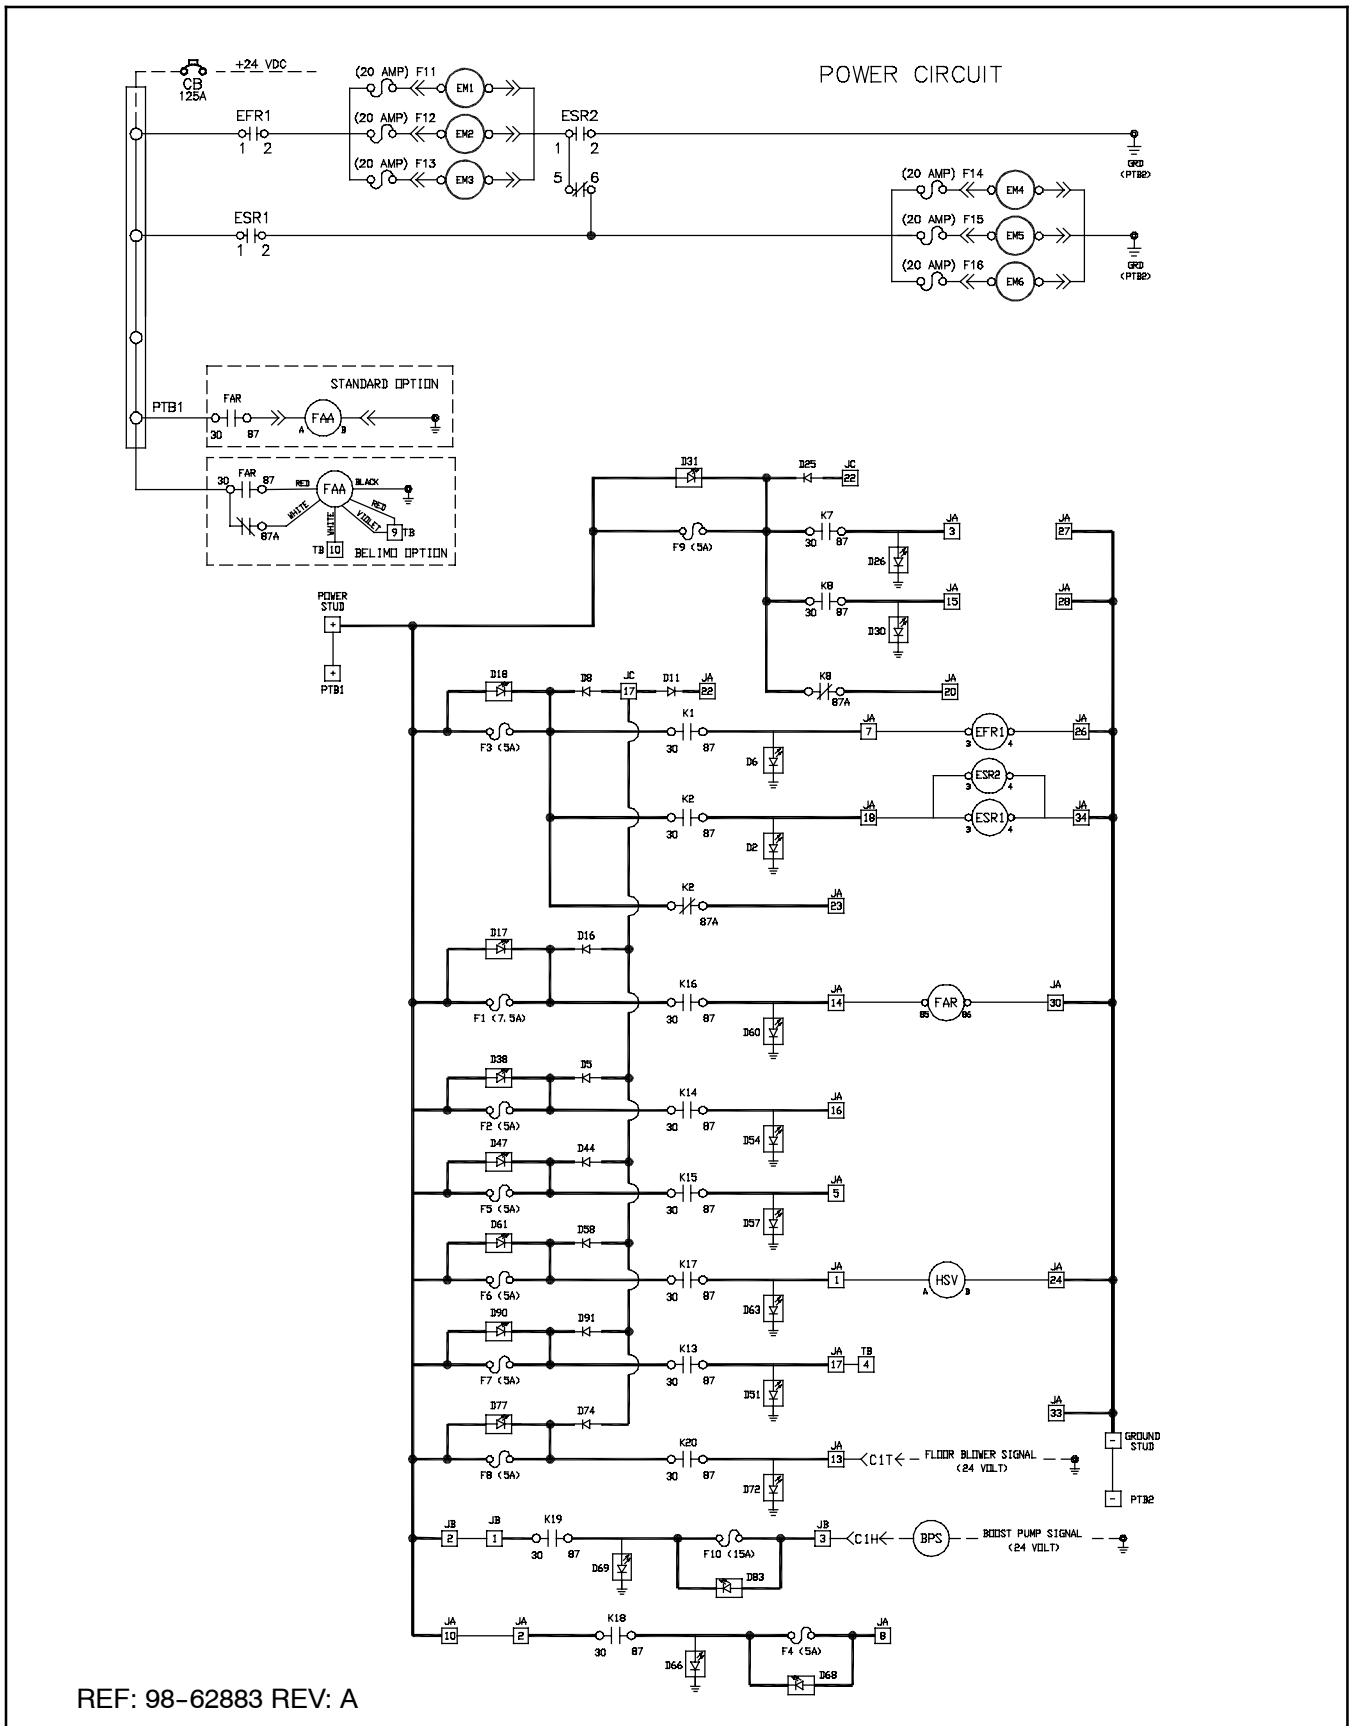 POWER CIRCUIT
+24 VDC
CB
125A
(20 AMP) F11
EM1
EFR1
1 2
(20 AMP) F12
EM2
ESR2
1 2
GRD
(PTB2)
(20 AMP) F13
EM3
5 6
(20 AMP) F14
EM4
ESR1
1 2
(20 AMP) F15
EM5
GRD
(PTB2)
(20 AMP) F16
EM6
STANDARD OPTION
PTB1
FAR
30 87
FAA
A B
FAR
30 87
RED
FAA
BLACK
WHITE
87A
WHITE
VIOLET
RED
9 TB
TB 10
BELIMO OPTION
D31
D25
JC
22
F9 (5A)
K7
30 87
JA
3
D26
JA
27
K8
30 87
JA
15
D30
JA
28
POWER
STUD
+
+
PTB1
K8
87A
JA
20
D18
D8
JC
17
D11
JA
22
F3 (5A)
K1
30 87
D6
JA
7
EFR1
3 4
JA
26
ESR2
3 4
K2
30 87
D2
JA
18
ESR1
3 4
JA
34
K2
87A
JA
23
D17
D16
F1 (7.5A)
K16
30 87
D60
JA
14
FAR
85 86
JA
30
D38
D5
F2 (5A)
K14
30 87
D54
JA
16
D47
D44
F5 (5A)
K15
30 87
D57
JA
5
D61
D58
F6 (5A)
K17
30 87
D63
JA
1
HSV
A B
JA
24
D90
D91
F7 (5A)
K13
30 87
D51
JA
17
TB
4
D77
D74
JA
33
GROUND
STUD
-
-
PTB2
F8 (5A)
K20
30 87
D72
JA
13
C1T
FLOOR BLOWER SIGNAL
(24 VOLT)
JB
2
JB
1
K19
30 87
D69
F10 (15A)
D83
JB
3
C1H
BPS
BOOST PUMP SIGNAL
(24 VOLT)
JA
10
JA
2
K18
30 87
D66
F4 (5A)
D68
JA
8
REF: 98-62883 REV: A